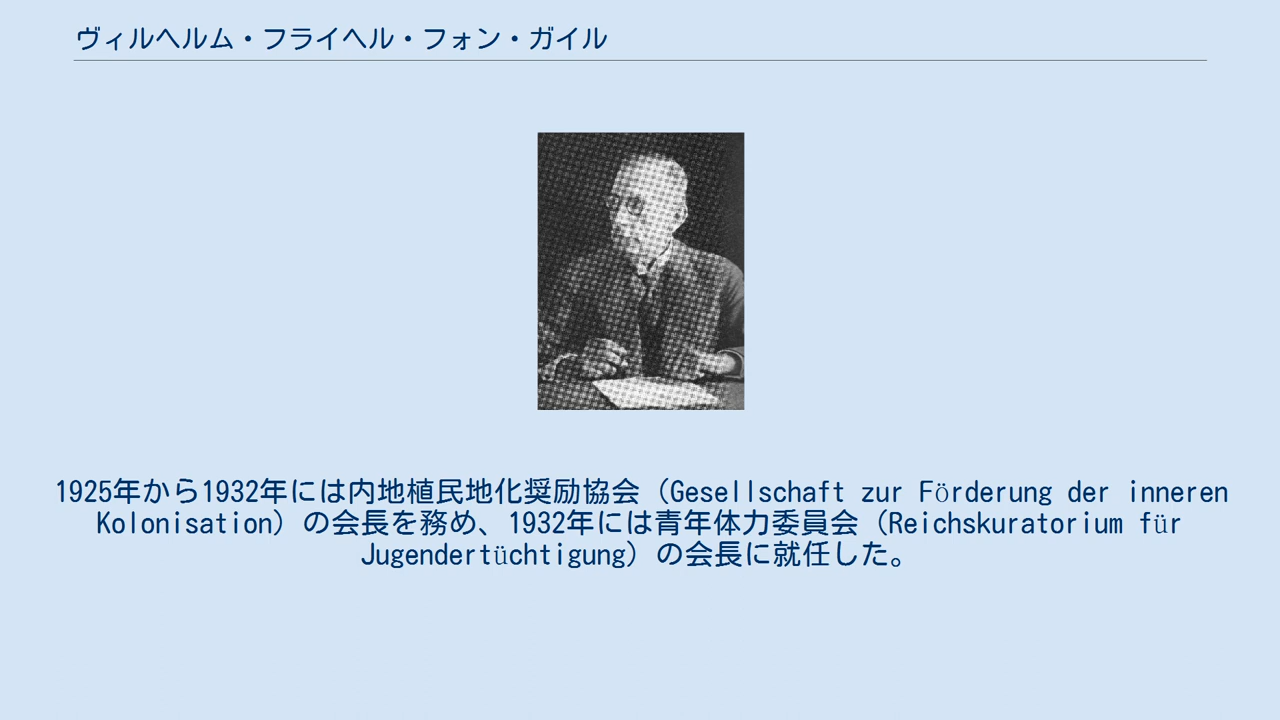 ヴィルヘルム・フライヘル・フォン・ガイル
1925年から1932年には内地植民地化奨励協会（Gesellschaft zur Förderung der inneren
Kolonisation）の会長を務め、1932年には青年体力委員会（Reichskuratorium für
Jugendertüchtigung）の会長に就任した。